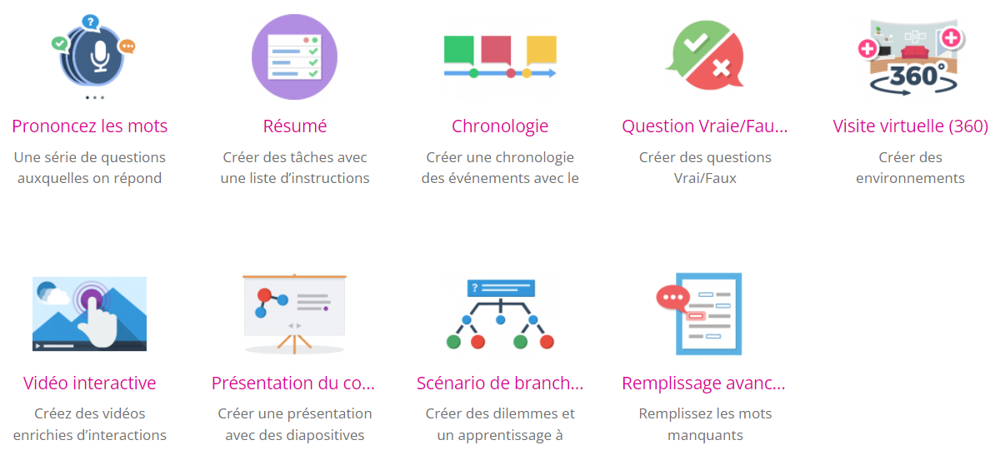 360°
Prononcez les mots
Résumé
Chronologie
Question Vraie/Fau...
Visite virtuelle (360)
Une série de questions
auxquelles on répond
Créer des tâches avec
une liste d’instructions
Créer une chronologie
des événements avec le
Créer des questions
Vrai/Faux
Créer des
environnements
Vidéo interactive
Présentation du co...
Scénario de branch...
Remplissage avanc...
Créez des vidéos
enrichies d’interactions
Créer une présentation
avec des diapositives
Créer des dilemmes et
un apprentissage à
Remplissez les mots
manquants